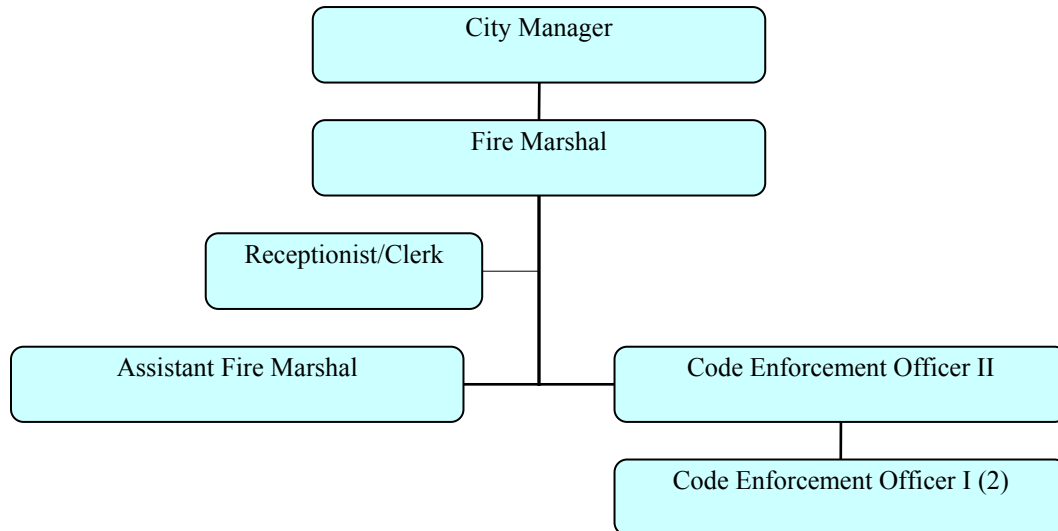 City Manager
Fire Marshal
Receptionist/Clerk
Assistant Fire Marshal
Code Enforcement Officer II
Code Enforcement Officer I (2)